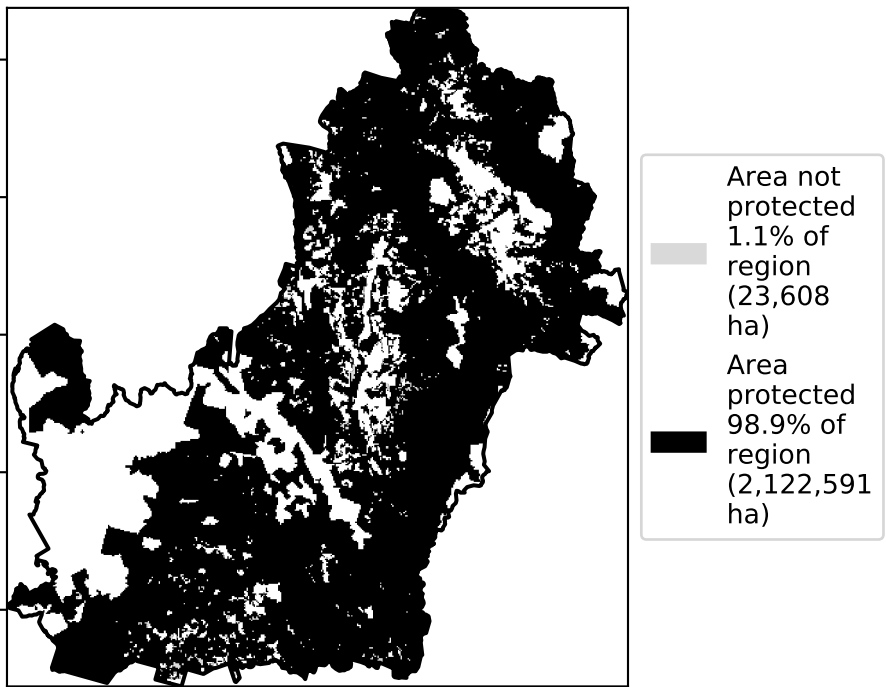 Area not
protected
1.1% of
region
(23,608
ha)
Area
protected
98.9% of
region
(2,122,591
ha)